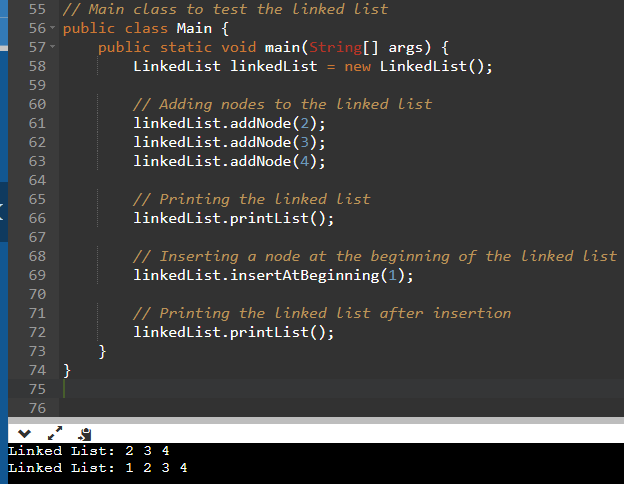 55 // Main class to test the linked list
56 public class Main {
57     public static void main(String[] args) {
58         LinkedList linkedList = new LinkedList();
59
60         // Adding nodes to the linked list
61         linkedList.addNode(2);
62         linkedList.addNode(3);
63         linkedList.addNode(4);
64
65         // Printing the linked list
66         linkedList.printList();
67
68         // Inserting a node at the beginning of the linked list
69         linkedList.insertAtBeginning(1);
70
71         // Printing the linked list after insertion
72         linkedList.printList();
73     }
74 }
75
76
Linked List: 2 3 4
Linked List: 1 2 3 4